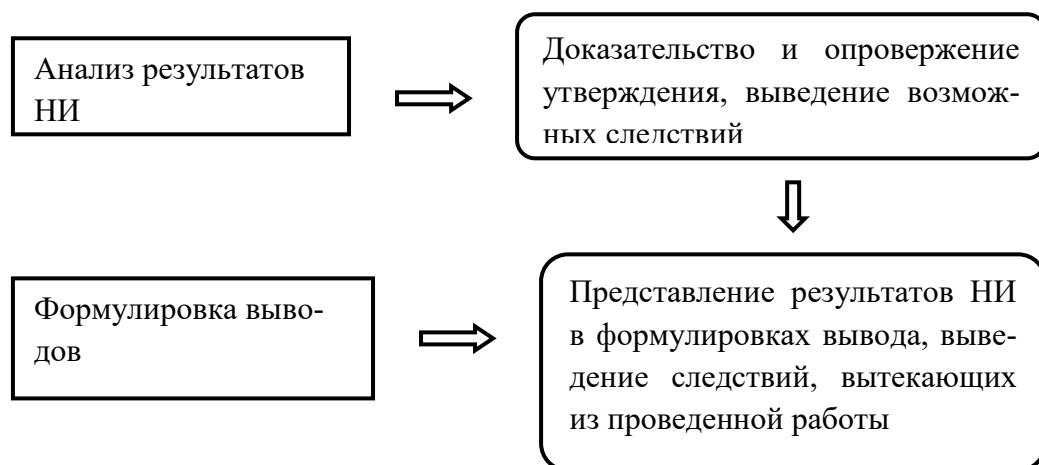 Анализ результатов
НИ
Доказательство и опровержение
утверждения, выведение возмож-
ных следствий
Формулировка выво-
дов
Представление результатов НИ
в формулировках вывода, выве-
дение следствий, вытекающих
из проведенной работы